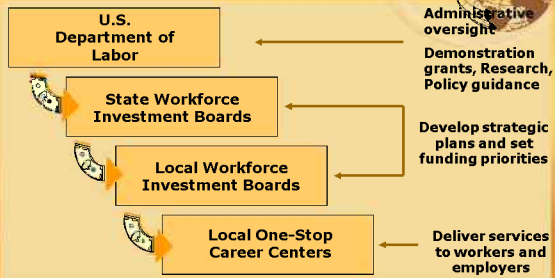 U.S.
Department of
Labor
Administrative
oversight
Demonstration
grants, Research,
Policy guidance
State Workforce
Investment Boards
Develop strategic
plans and set
funding priorities
Local Workforce
Investment Boards
Local One-Stop
Career Centers
Deliver services
to workers and
employers